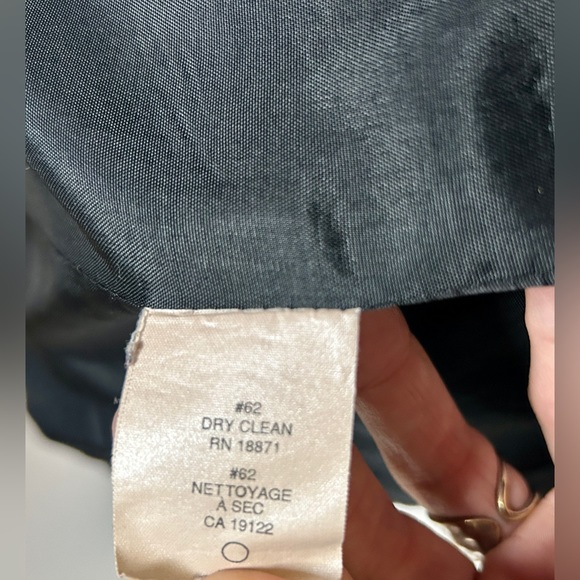 #62
DRY CLEAN
RN 18871
#62
NETTOYAGE
À SEC
CA 19122